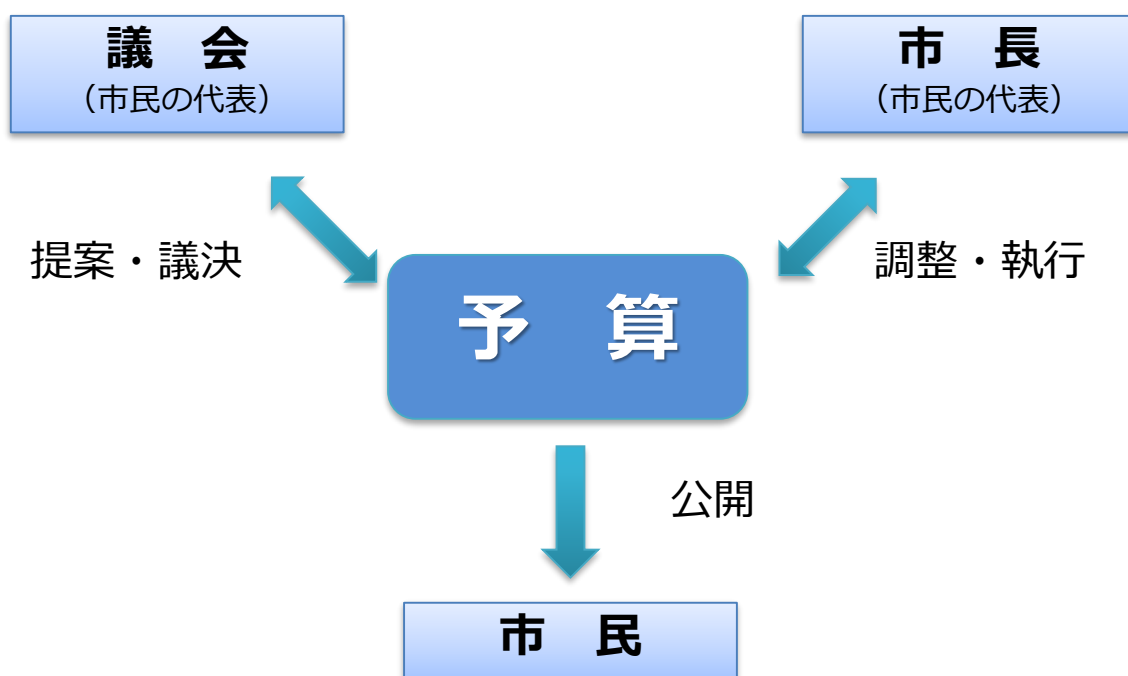 議　会
（市民の代表）
市　長
（市民の代表）
提案・議決
調整・執行
予　算
公開
市　民